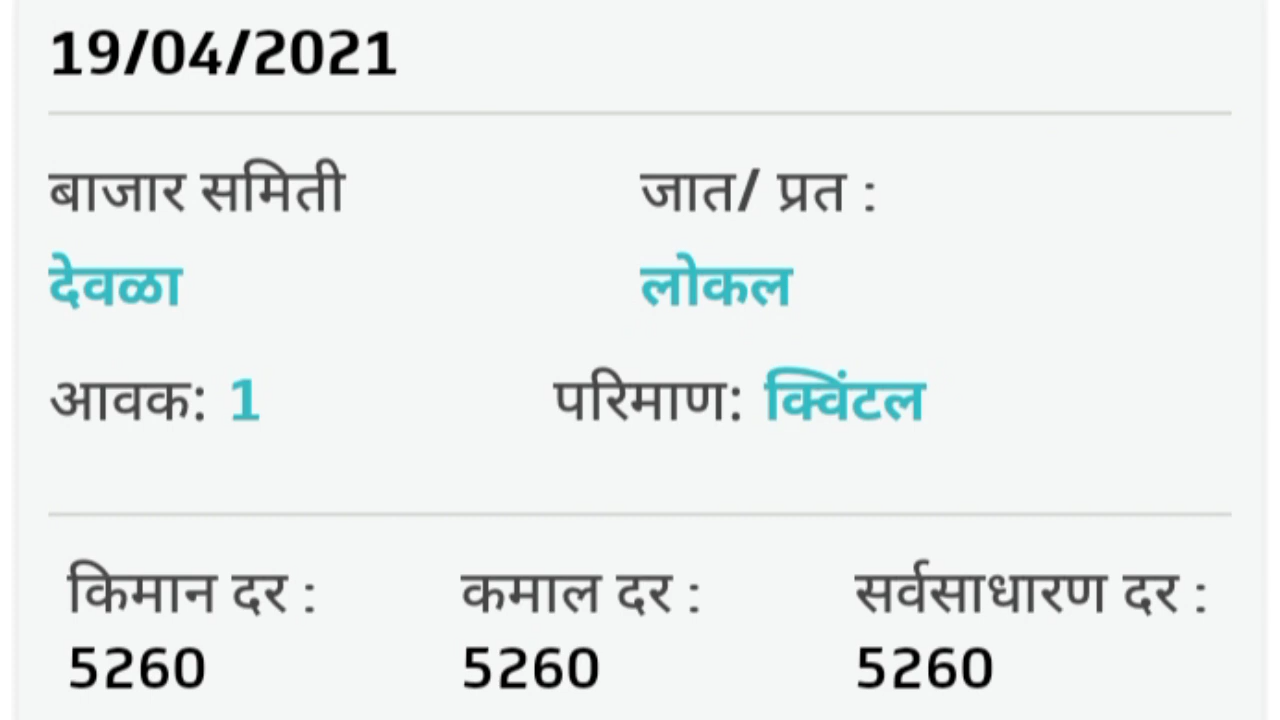 19/04/2021
बाजार समिती जात/ प्रत :
देवळा लोकल
आवक: 1 परिमाण: क्विंटल
किमान दर : कमाल दर : सर्वसाधारण दर :
5260 5260 5260